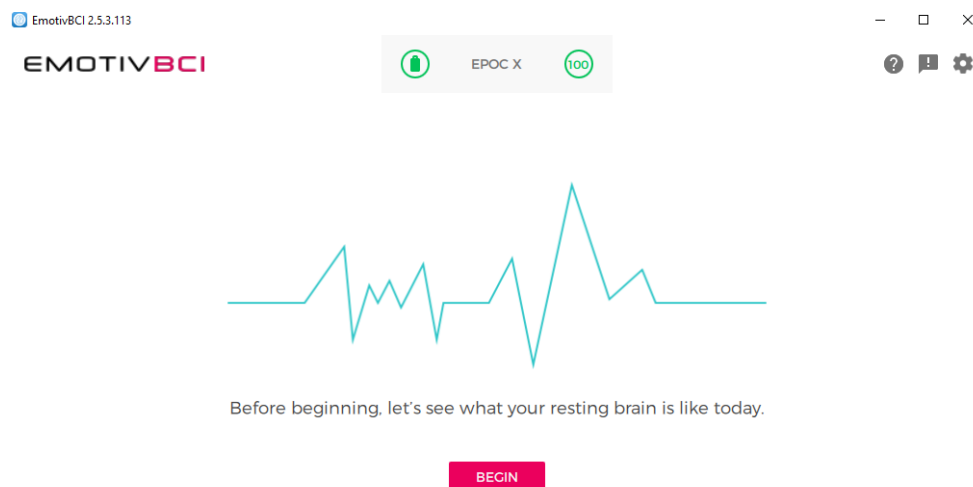 EmotivBCI 2.5.3.113
EMOTIVBCI
EPOC X
100
Before beginning, let's see what your resting brain is like today.
BEGIN